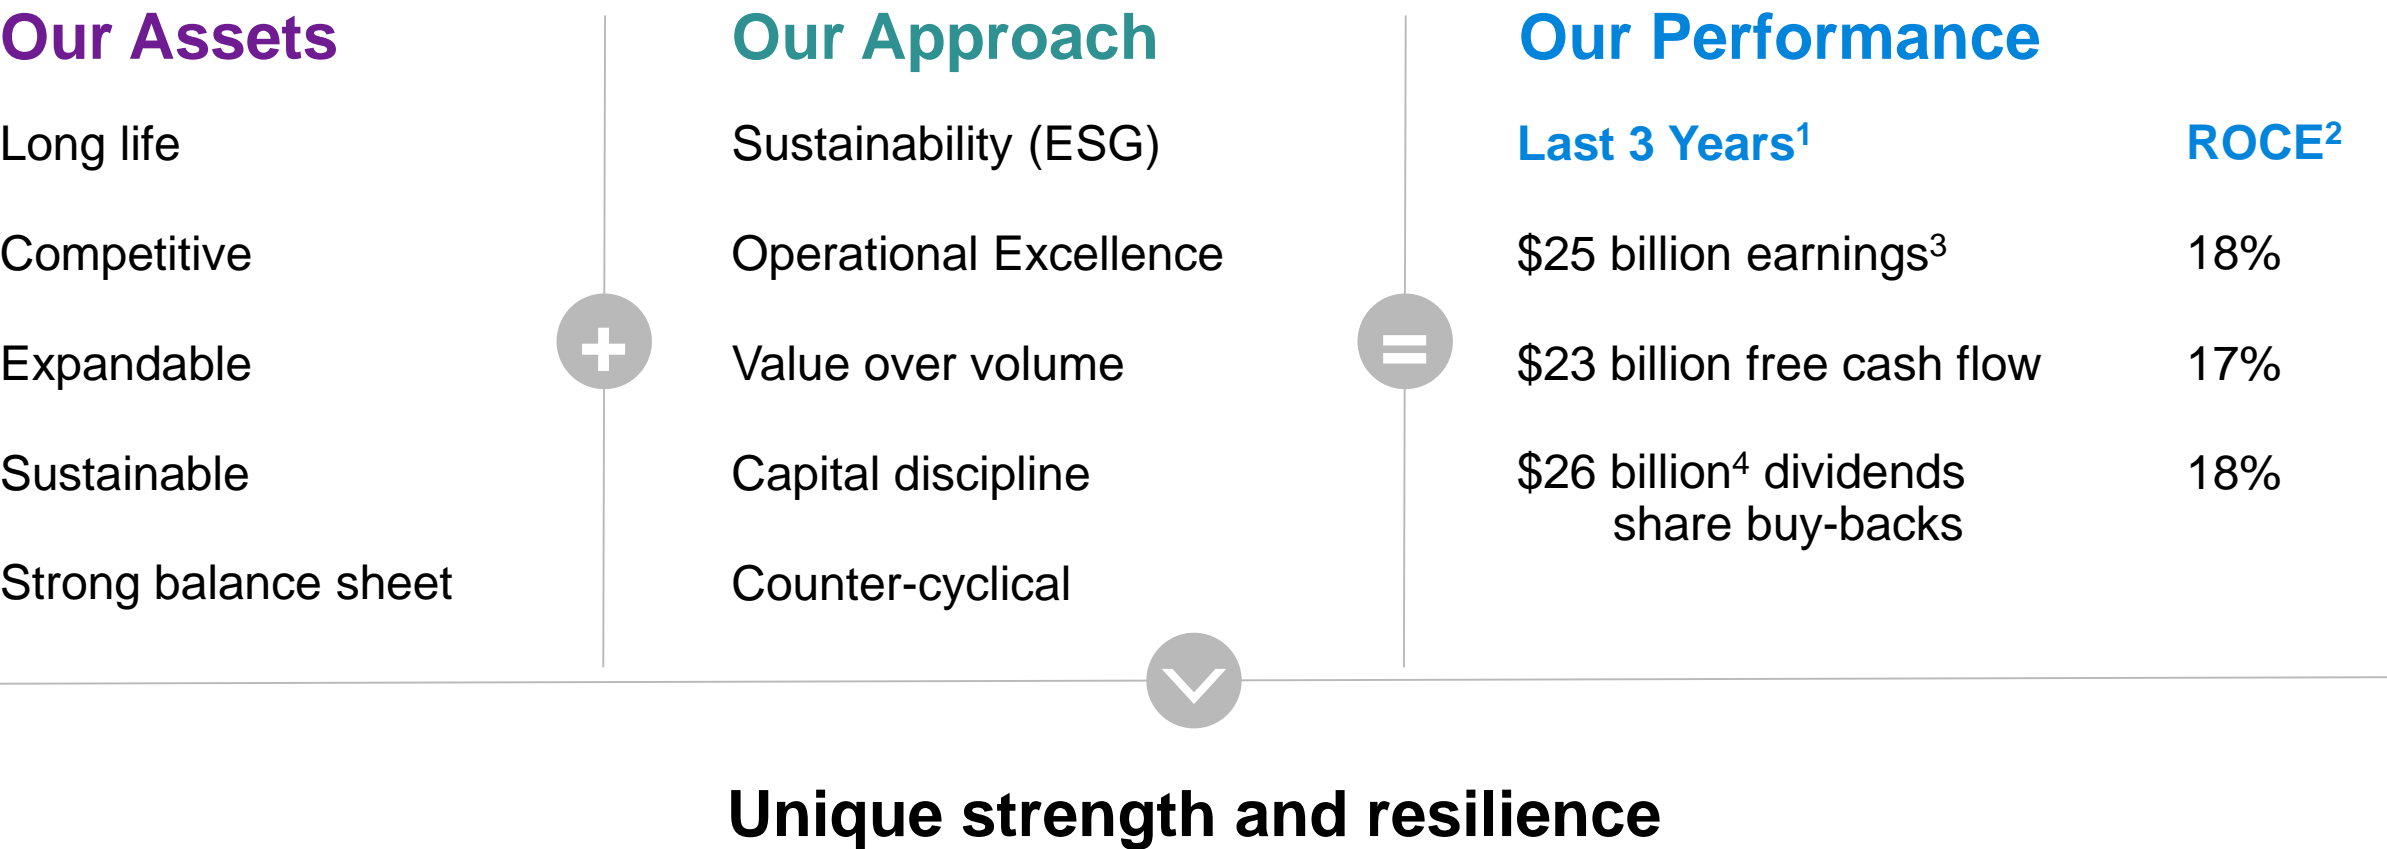 Our Assets
Long life
Competitive
Expandable
Sustainable
Strong balance sheet
+
Our Approach
Sustainability (ESG)
Operational Excellence
Value over volume
Capital discipline
Counter-cyclical
=
Our Performance
Last 3 Years¹ ROCE²
$25 billion earnings³ 18%
$23 billion free cash flow 17%
$26 billion⁴ dividends 18%
share buy-backs
Unique strength and resilience